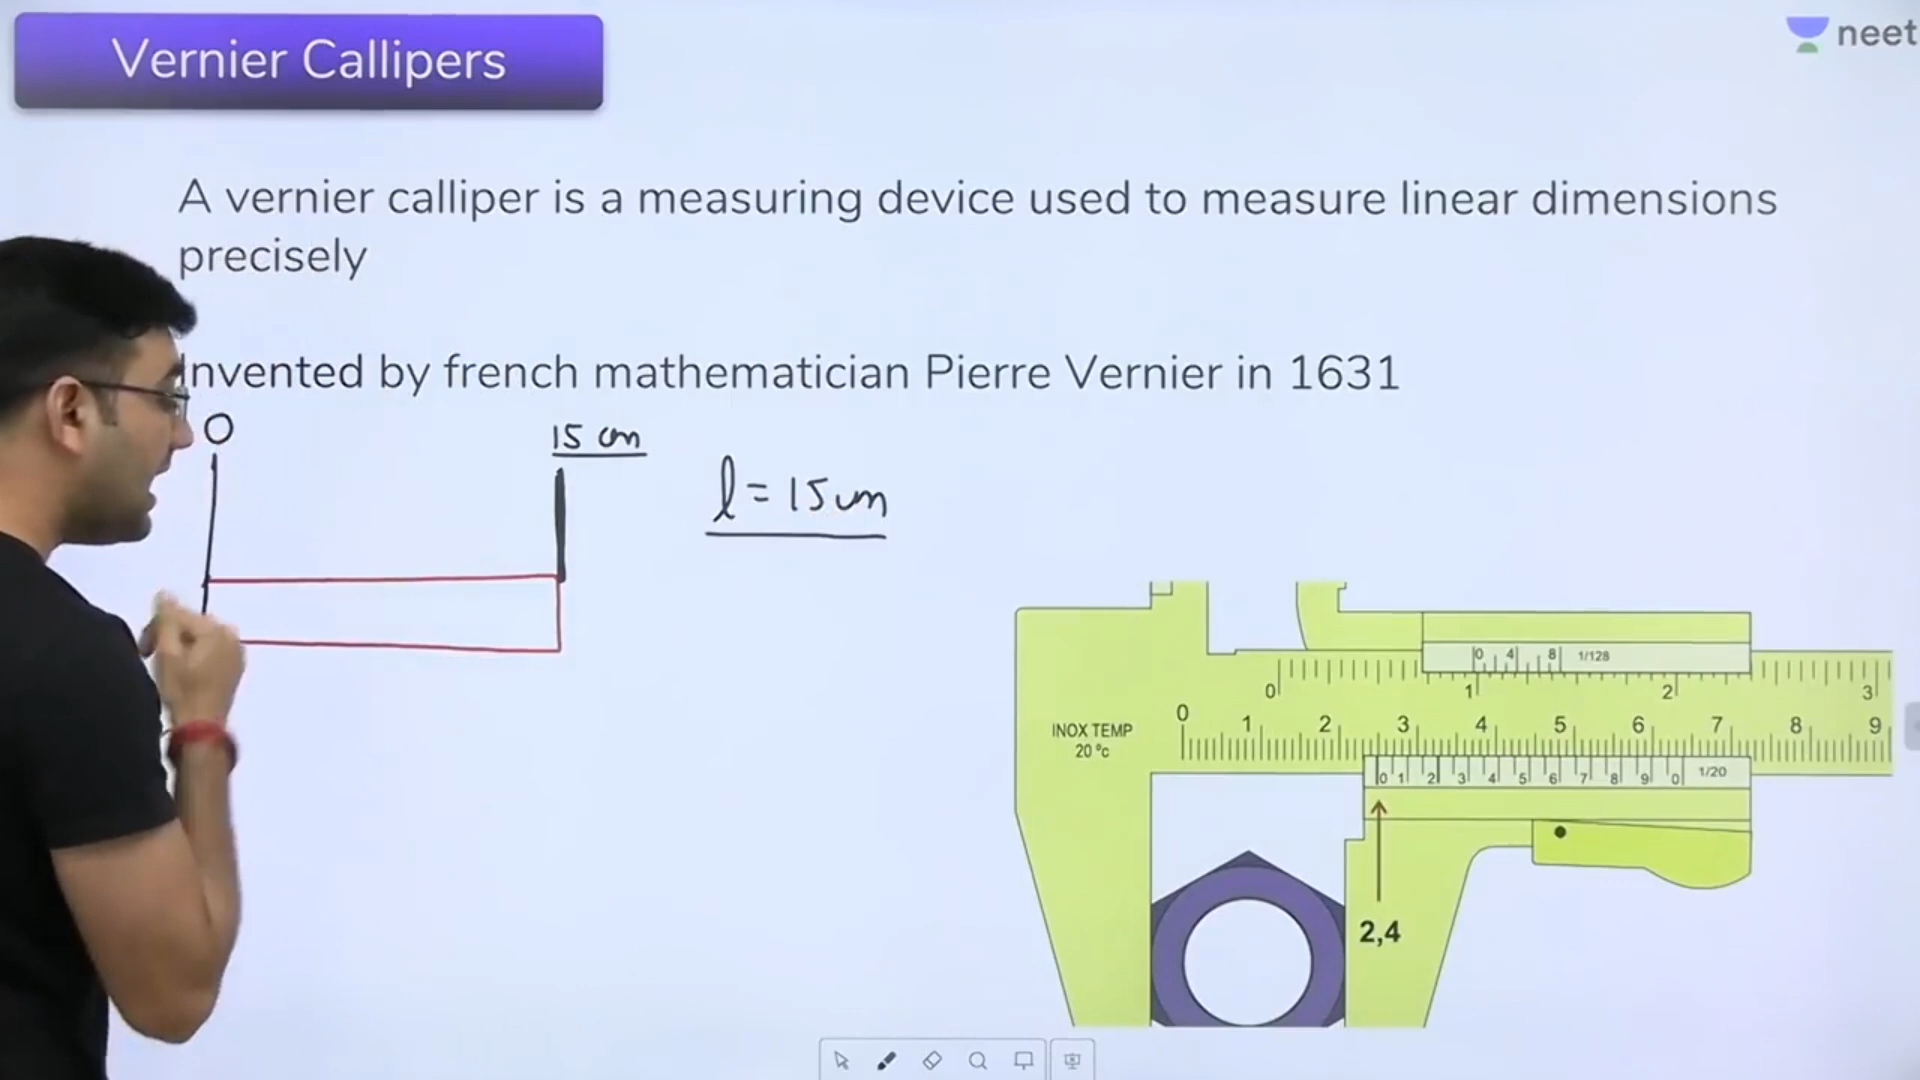 Vernier Callipers
neet
A vernier calliper is a measuring device used to measure linear dimensions
precisely
Invented by french mathematician Pierre Vernier in 1631
0
15 cm
l = 15 cm
0 4 8 1/128
0 1 2 3
INOX TEMP
20 °c
0 1 2 3 4 5 6 7 8 9
0 1 2 3 4 5 6 7 8 9 0 1/20
2,4